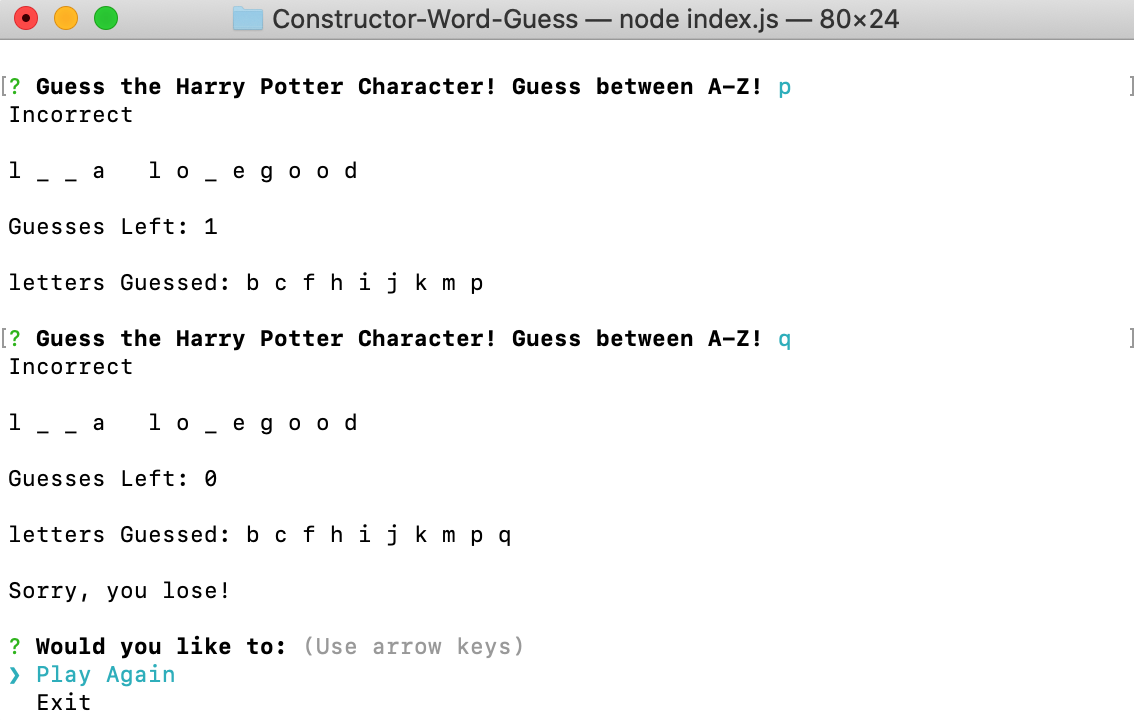 Constructor-Word-Guess — node index.js — 80×24
[? Guess the Harry Potter Character! Guess between A-Z! p ]
Incorrect
l _ _ a   l o _ e g o o d
Guesses Left: 1
letters Guessed: b c f h i j k m p
[? Guess the Harry Potter Character! Guess between A-Z! q ]
Incorrect
l _ _ a   l o _ e g o o d
Guesses Left: 0
letters Guessed: b c f h i j k m p q
Sorry, you lose!
? Would you like to: (Use arrow keys)
❯ Play Again
Exit